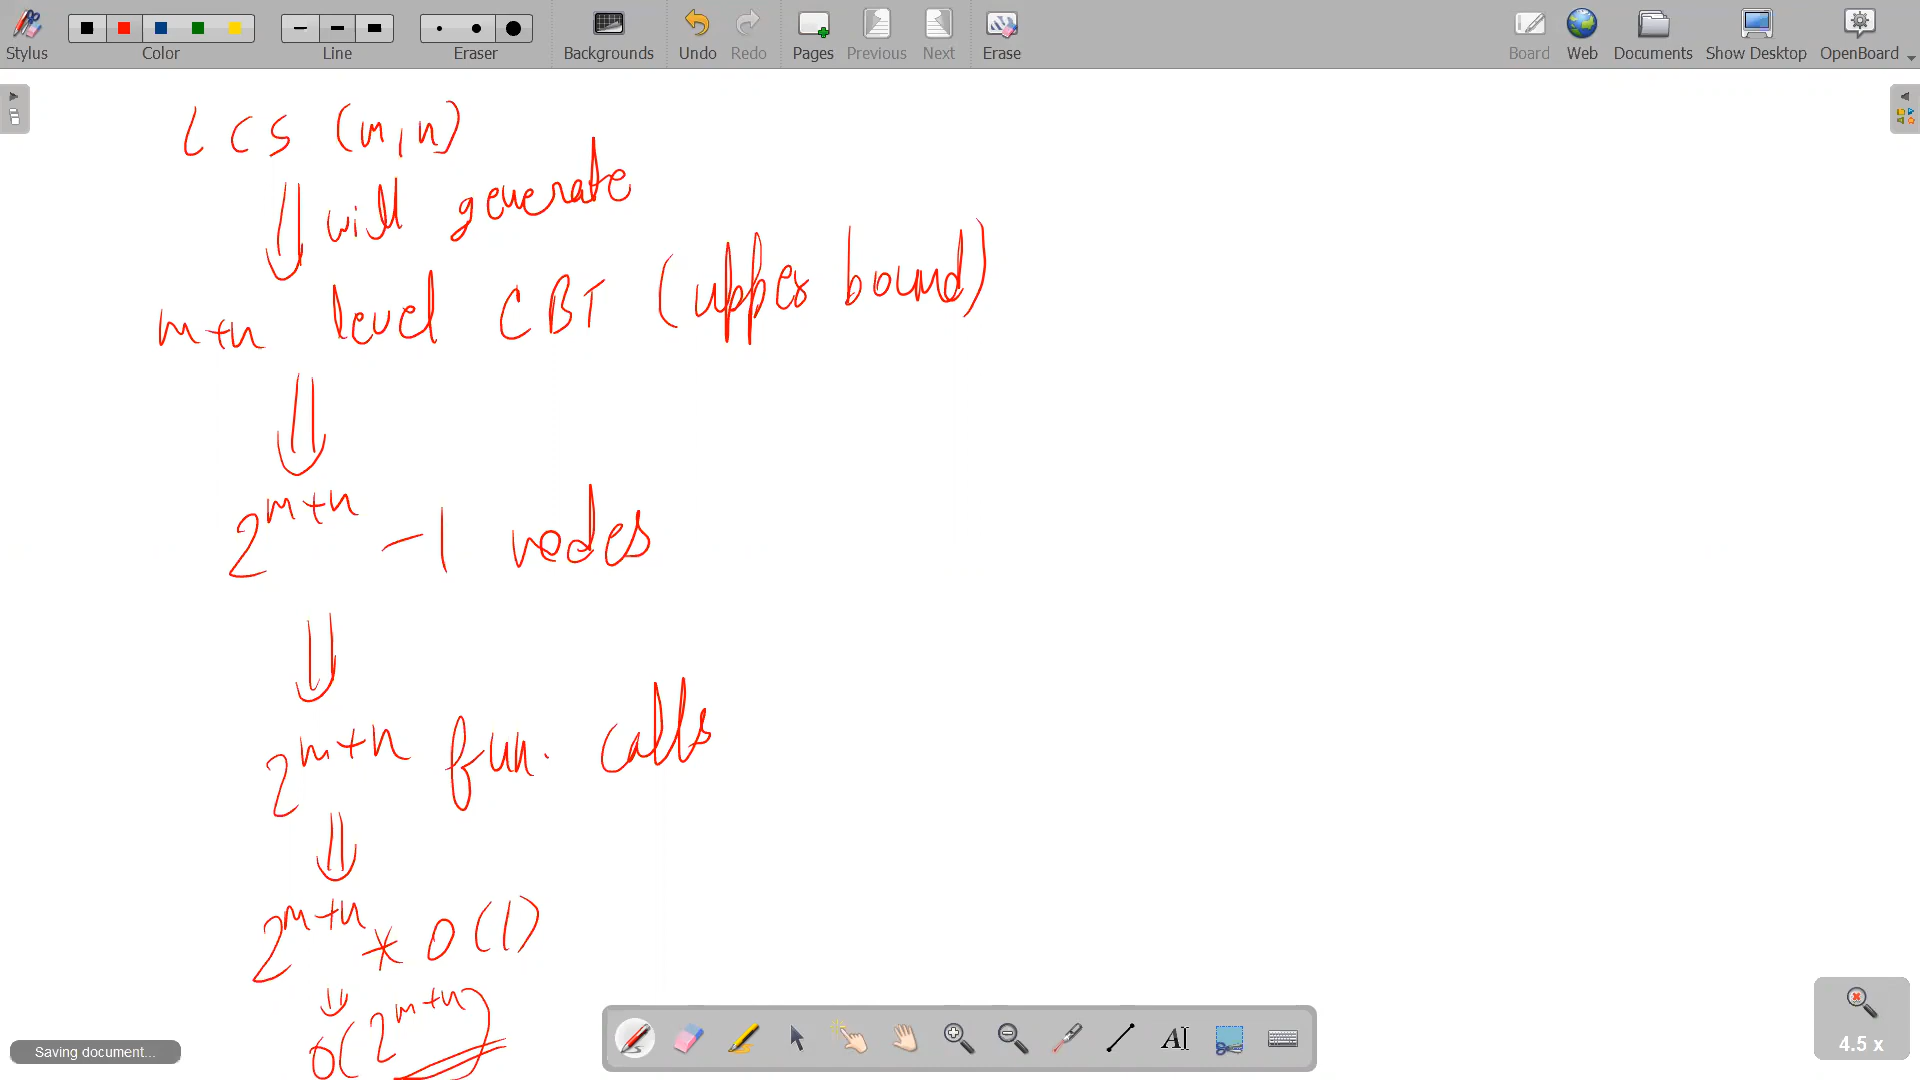 Stylus Color Line Eraser Backgrounds Undo Redo Pages Previous Next Erase Board Web Documents Show Desktop OpenBoard
LCS (m,n)
will generate
m+n level CBT (upper bound)
2^m+n -1 nodes
2^m+n fun. calls
2^m+n * O(1)
O(2^m+n)
Saving document...
4.5 x